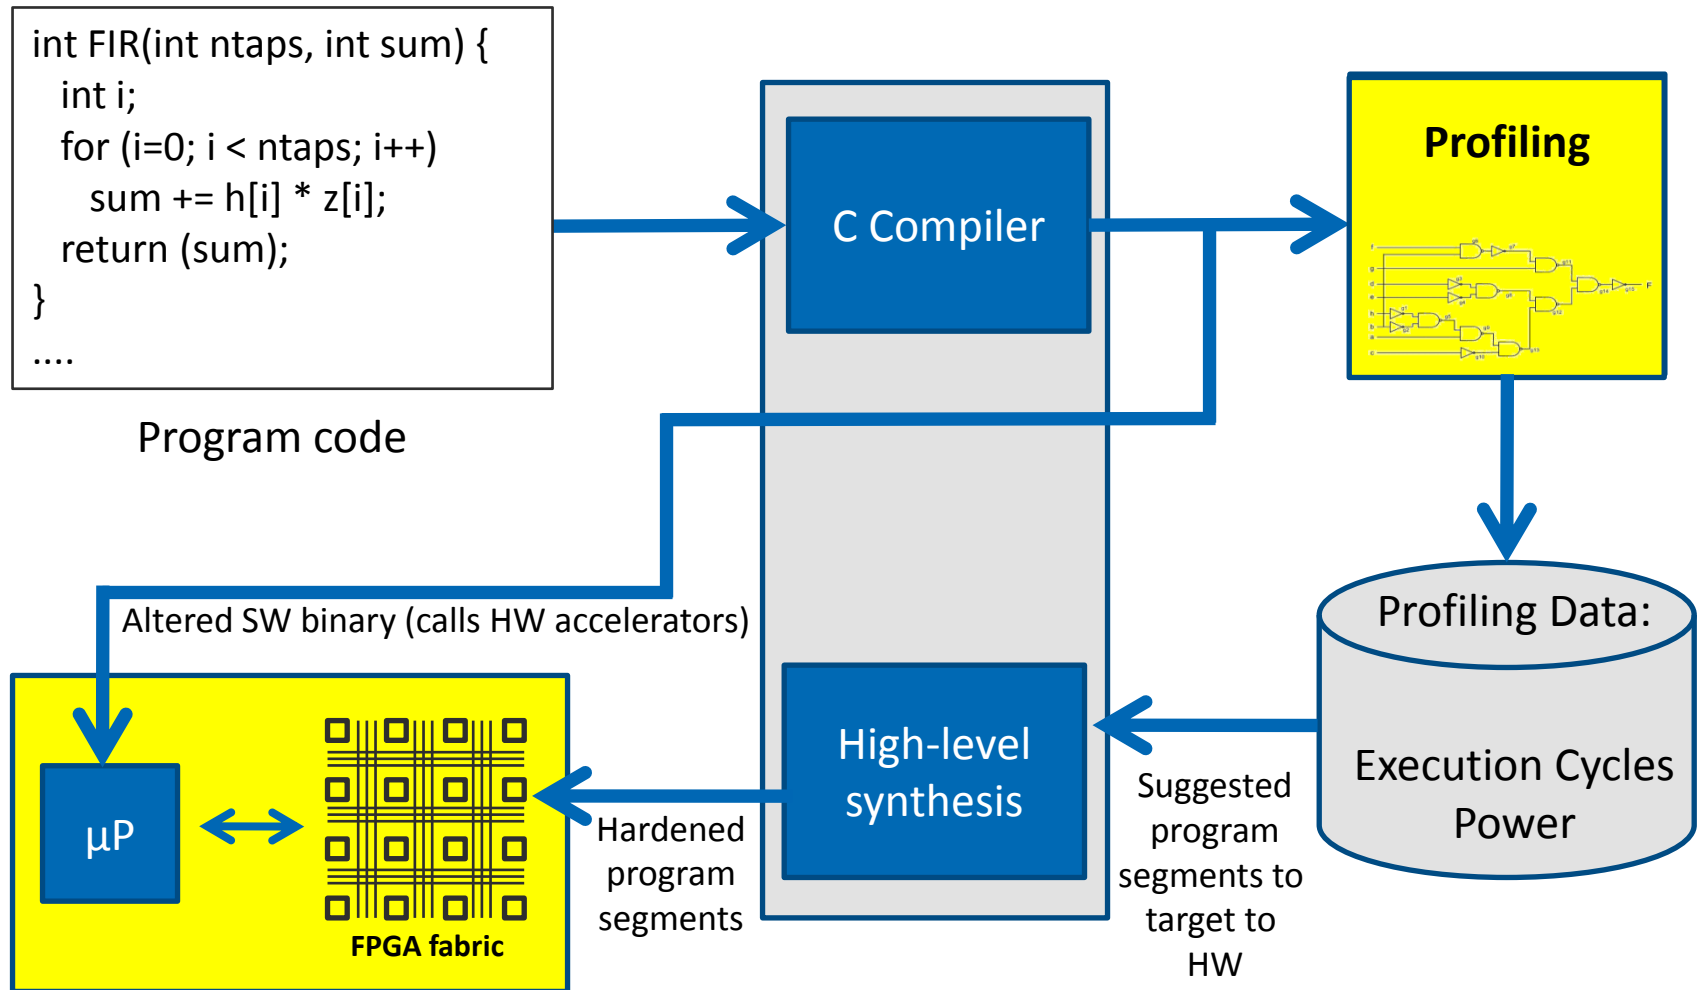 int FIR(int ntaps, int sum) {
int i;
for (i=0; i < ntaps; i++)
sum += h[i] * z[i];
return (sum);
}
....
Program code
C Compiler
Profiling
f
g
d
e
h
b
a
c
F
Profiling Data:
Execution Cycles
Power
Suggested
program
segments to
target to
HW
High-level
synthesis
Hardened
program
segments
Altered SW binary (calls HW accelerators)
µP
FPGA fabric